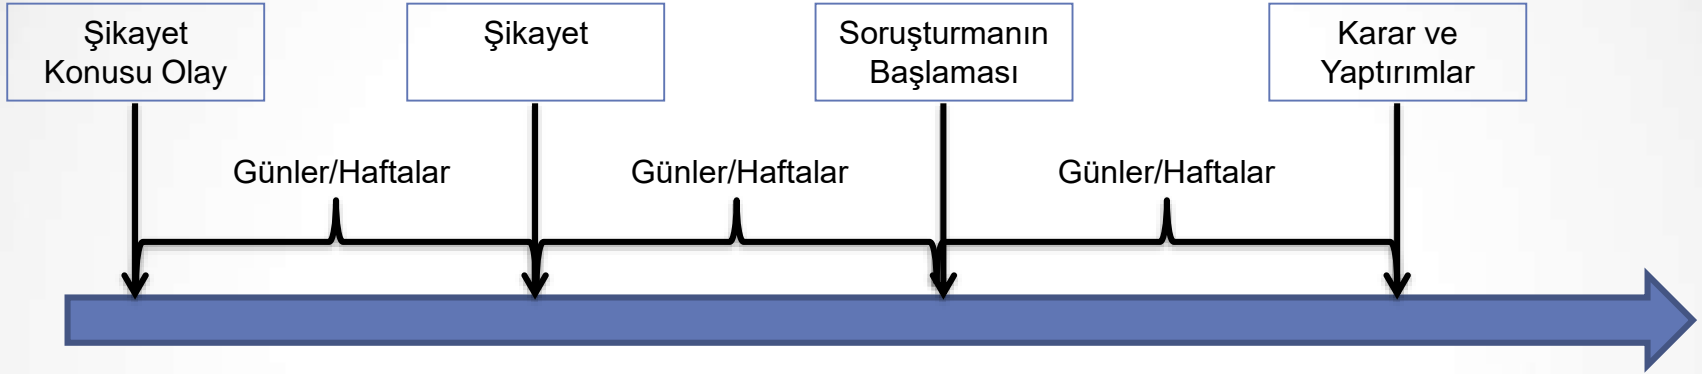 Şikayet
Konusu Olay
Şikayet
Soruşturmanın
Başlaması
Karar ve
Yaptırımlar
Günler/Haftalar
Günler/Haftalar
Günler/Haftalar